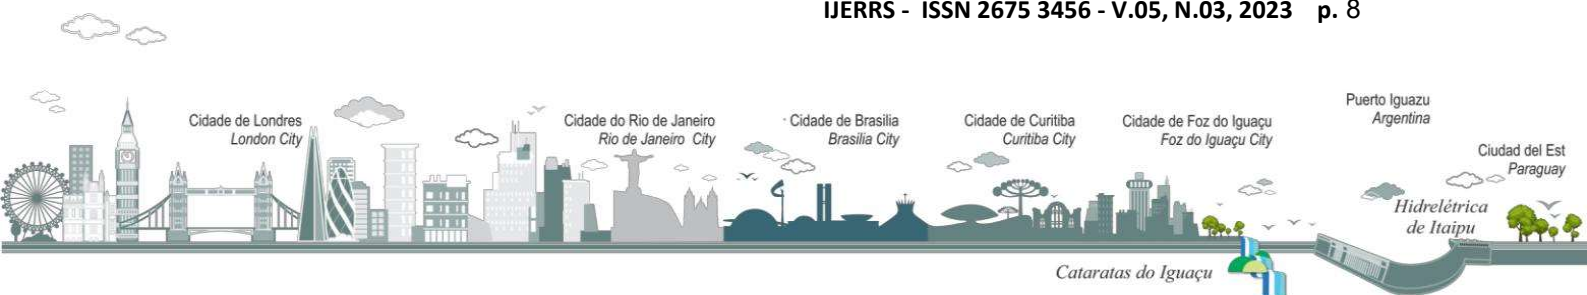 IJERRS - ISSN 2675 3456 - V.05, N.03, 2023 p. 8
Cidade de Londres
London City
Cidade do Rio de Janeiro
Rio de Janeiro City
Cidade de Brasilia
Brasilia City
Cidade de Curitiba
Curitiba City
Cidade de Foz do Iguaçu
Foz do Iguaçu City
Puerto Iguazu
Argentina
Ciudad del Est
Paraguay
Hidrelétrica
de Itaipu
Cataratas do Iguaçu